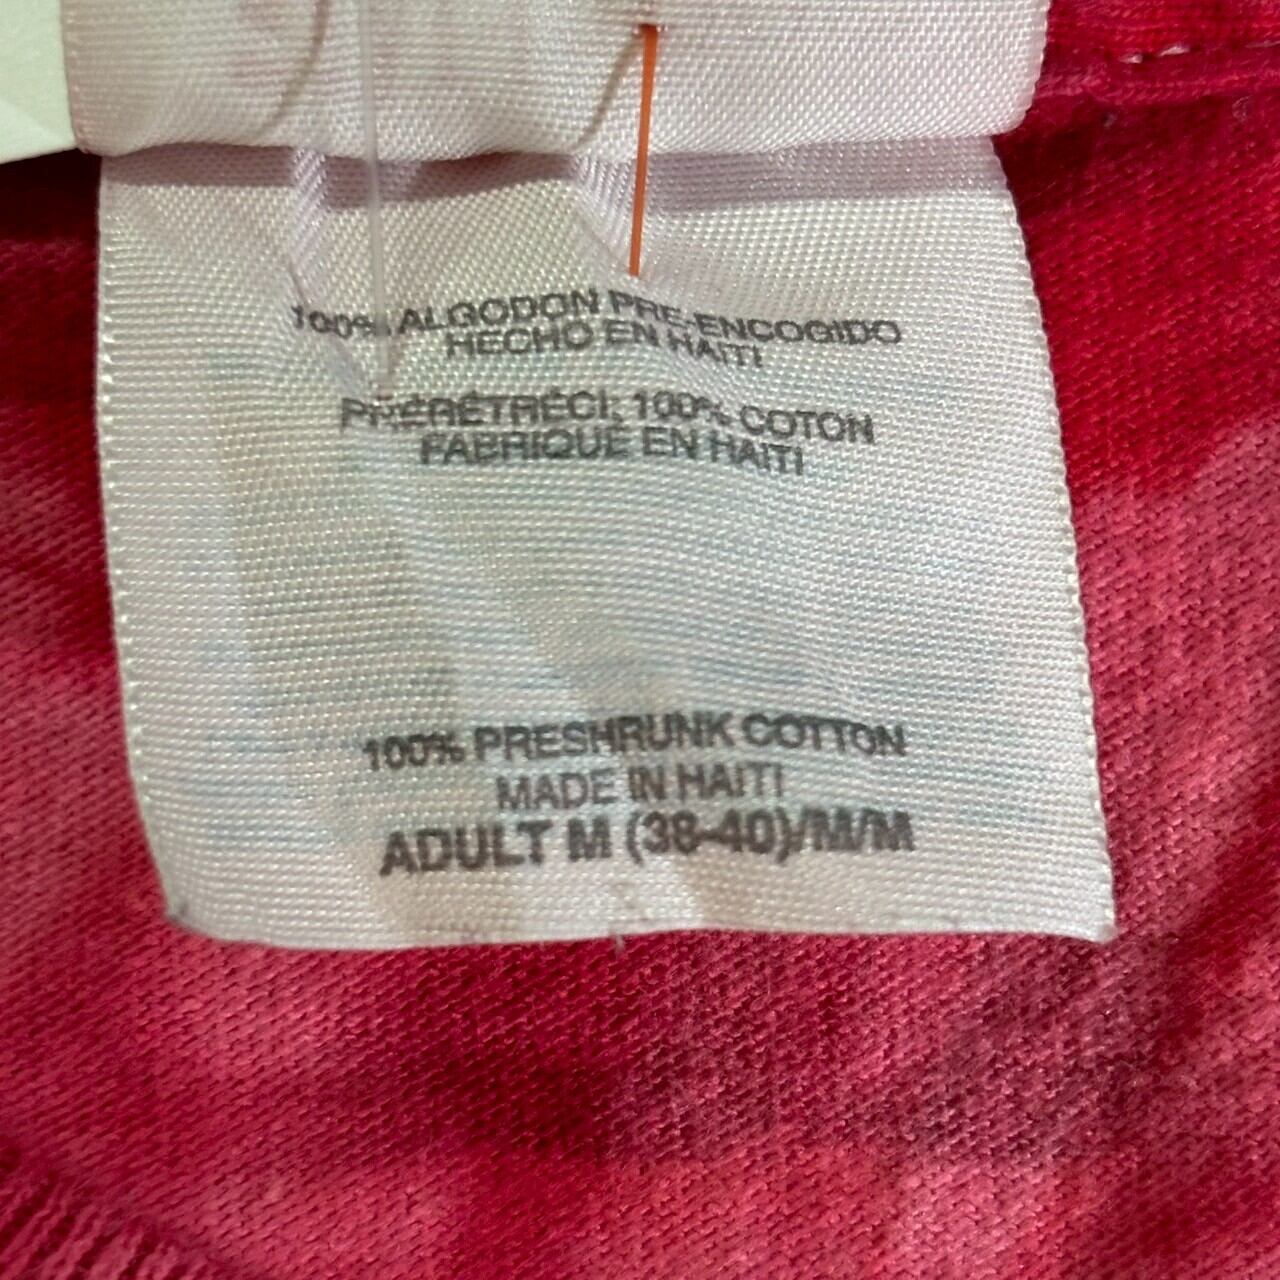 100% ALGODON PRE-ENCOGIDO
HECHO EN HAITI
PRÉRÉTRÉCI, 100% COTON
FABRIQUÉ EN HAITI
100% PRESHRUNK COTTON
MADE IN HAITI
ADULT M (38-40)/M/M